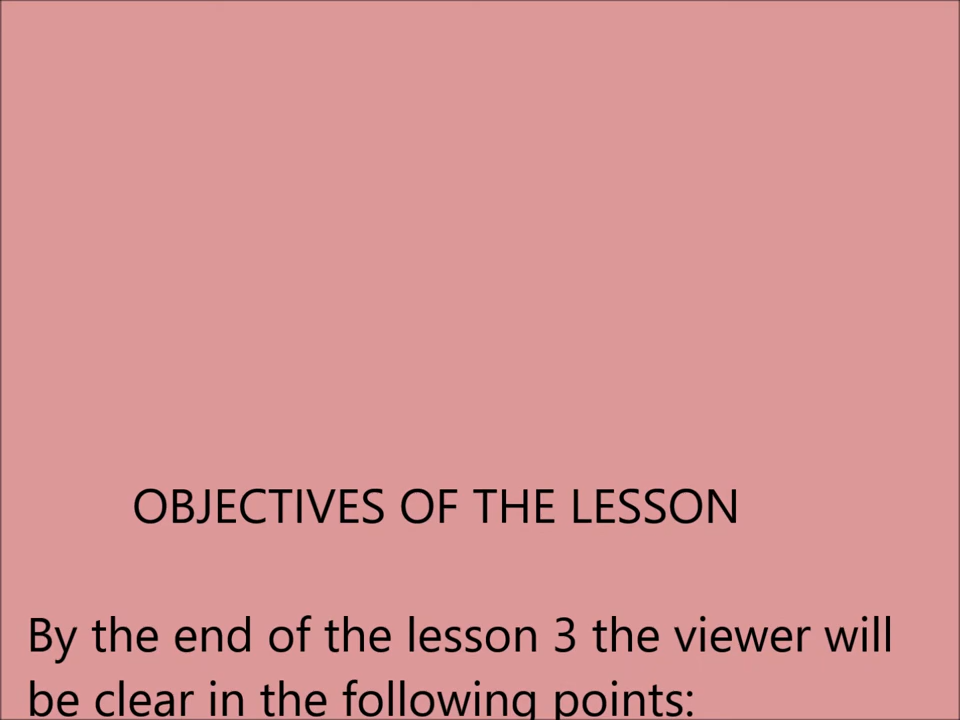 OBJECTIVES OF THE LESSON
By the end of the lesson 3 the viewer will
be clear in the following points: